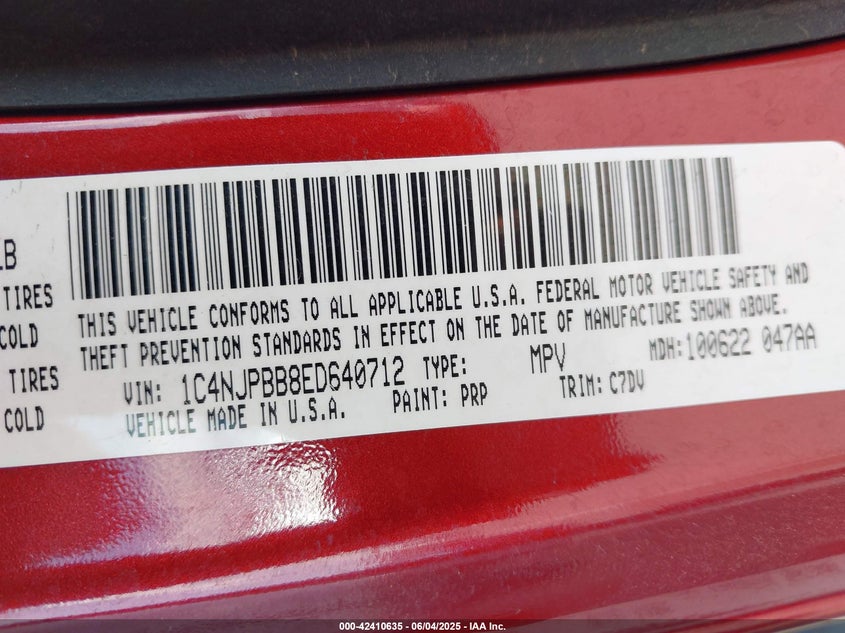 LB
TIRES
COLD
TIRES
COLD
THIS VEHICLE CONFORMS TO ALL APPLICABLE U.S.A. FEDERAL MOTOR VEHICLE SAFETY AND
THEFT PREVENTION STANDARDS IN EFFECT ON THE DATE OF MANUFACTURE SHOWN ABOVE.
VIN: 1C4NJPBB8ED640712 TYPE: MPV MDH:100622 047AA
VEHICLE MADE IN U.S.A. PAINT: PRP TRIM: C7DV
000-42410635 - 06/04/2025 - IAA Inc.